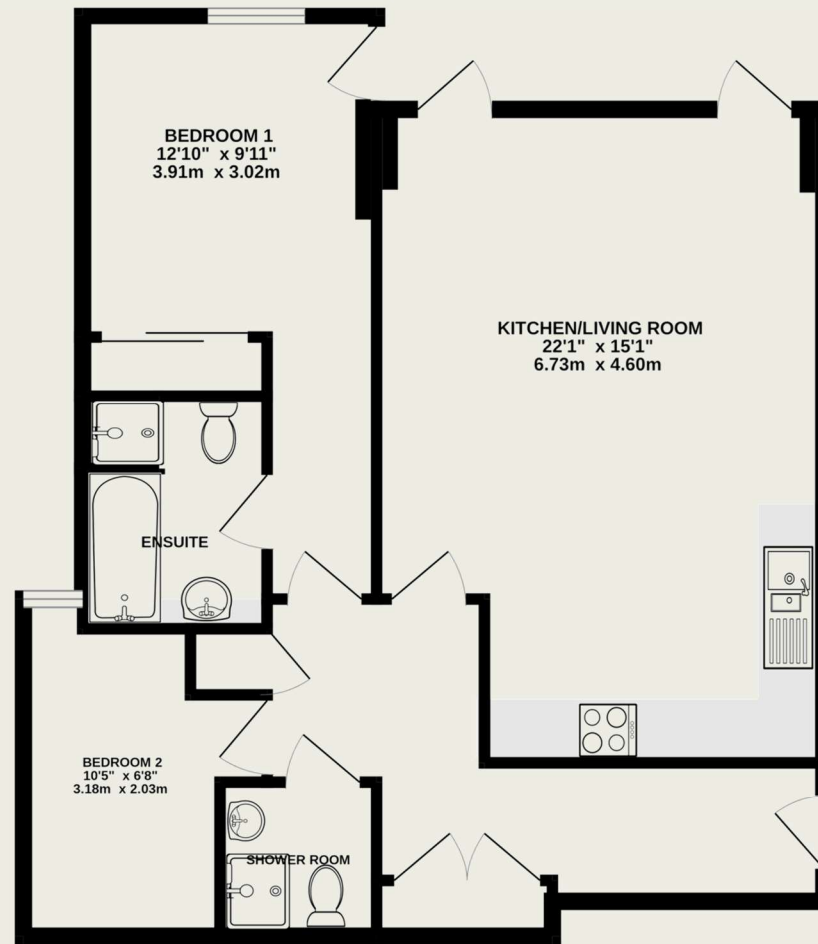 BEDROOM 1
12'10" x 9'11"
3.91m x 3.02m
KITCHEN/LIVING ROOM
22'1" x 15'1"
6.73m x 4.60m
ENSUITE
BEDROOM 2
10'5" x 6'8"
3.18m x 2.03m
SHOWER ROOM